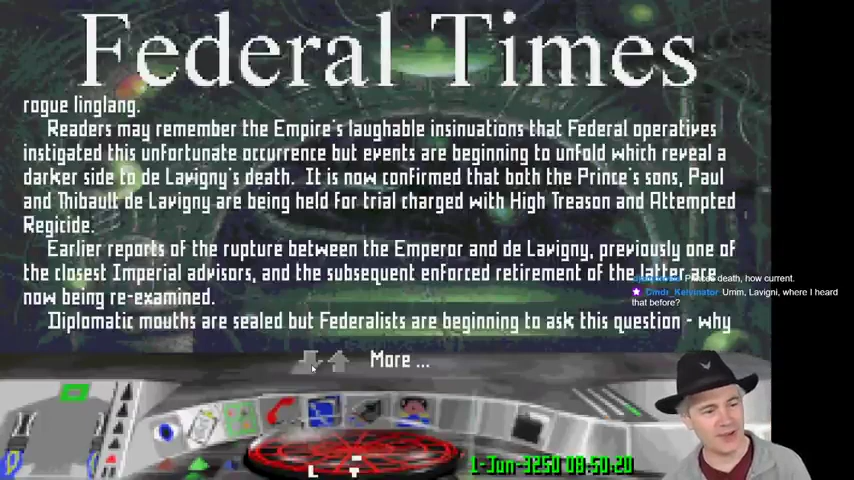 Federal Times
rogue linglang.
Readers may remember the Empire's laughable insinuations that Federal operatives
instigated this unfortunate occurrence but events are beginning to unfold which reveal a
darker side to de Lavigny's death. It is now confirmed that both the Prince's sons, Paul
and Thibault de Lavigny are being held for trial charged with High Treason and Attempted
Regicide.
Earlier reports of the rupture between the Emperor and de Lavigny, previously one of
the closest Imperial advisors, and the subsequent enforced retirement of the latter are
now being re-examined.
Diplomatic mouths are sealed but Federalists are beginning to ask this question - why
death, how current.
Umm, Lavigni, where I heard
that before?
More ...
1-Jun-3250 08:50:20